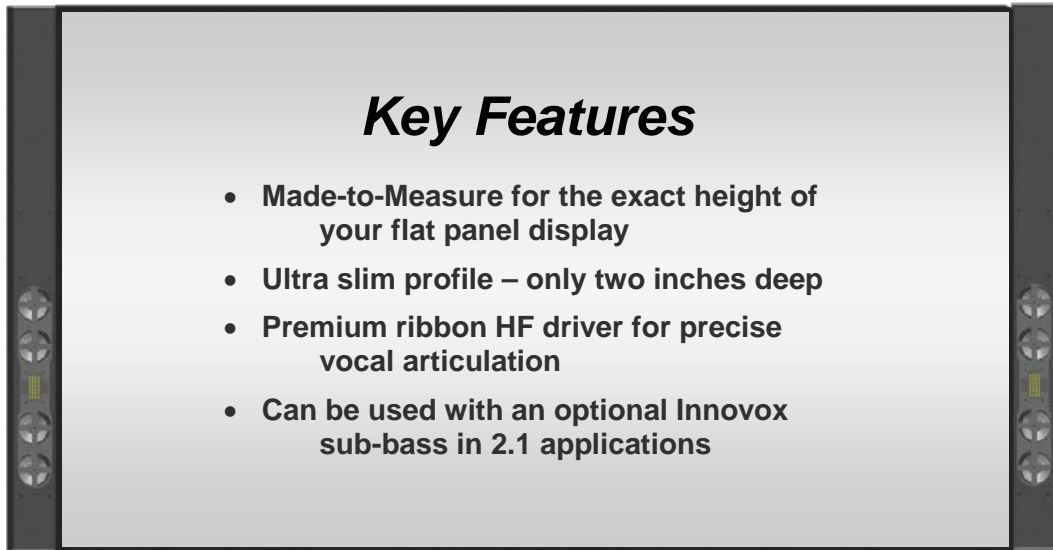 Key Features
• Made-to-Measure for the exact height of
your flat panel display
• Ultra slim profile – only two inches deep
• Premium ribbon HF driver for precise
vocal articulation
• Can be used with an optional Innovox
sub-bass in 2.1 applications